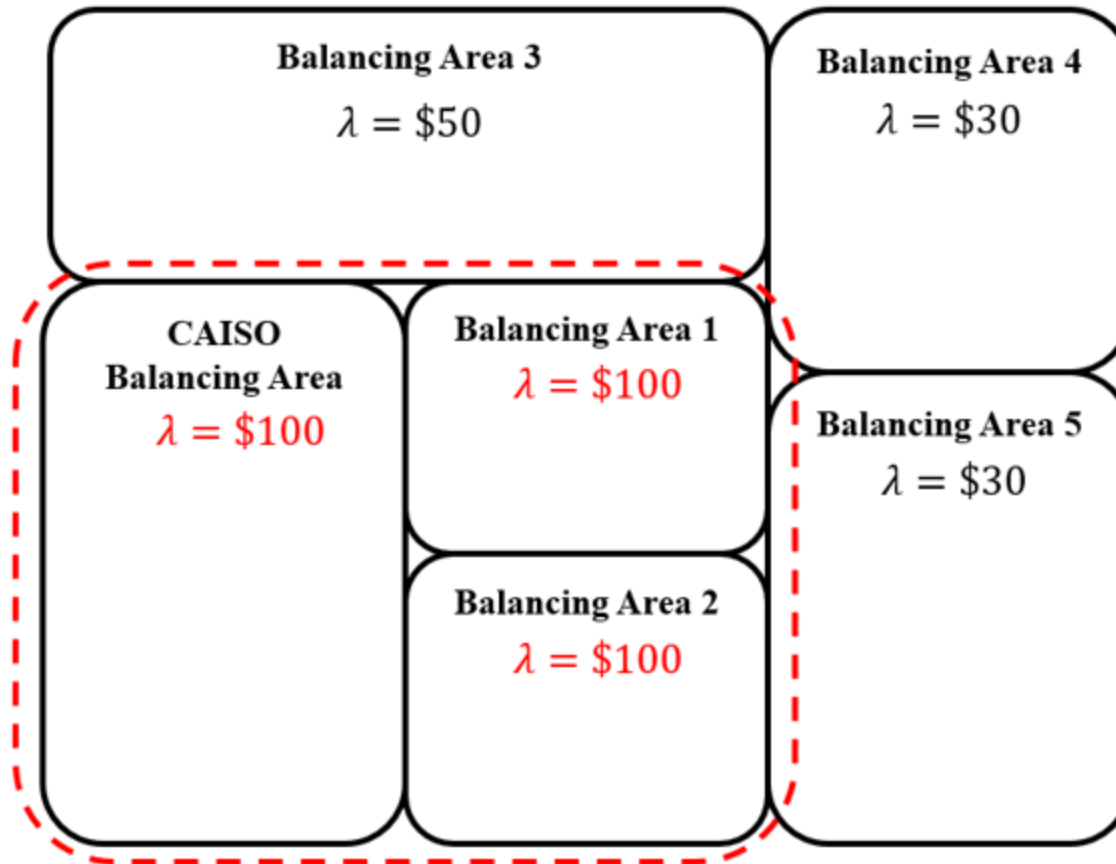 Balancing Area 3
λ = $50
Balancing Area 4
λ = $30
CAISO
Balancing Area
λ = $100
Balancing Area 1
λ = $100
Balancing Area 5
λ = $30
Balancing Area 2
λ = $100